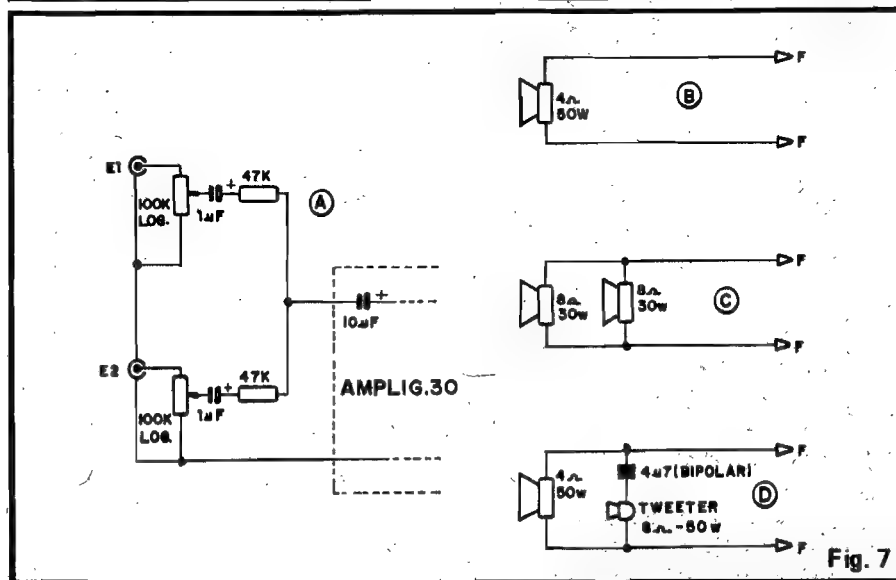 E1
100K
LOG.
1µF
+
47K
A
10µF
+
AMPLIG.30
E2
100K
LOG.
1µF
+
47K
4Ω
50W
B
F
F
8Ω
30W
8Ω
30W
C
F
F
4Ω
50W
4µ7(BIPOLAR)
TWEETER
8Ω-50W
D
F
F
Fig. 7